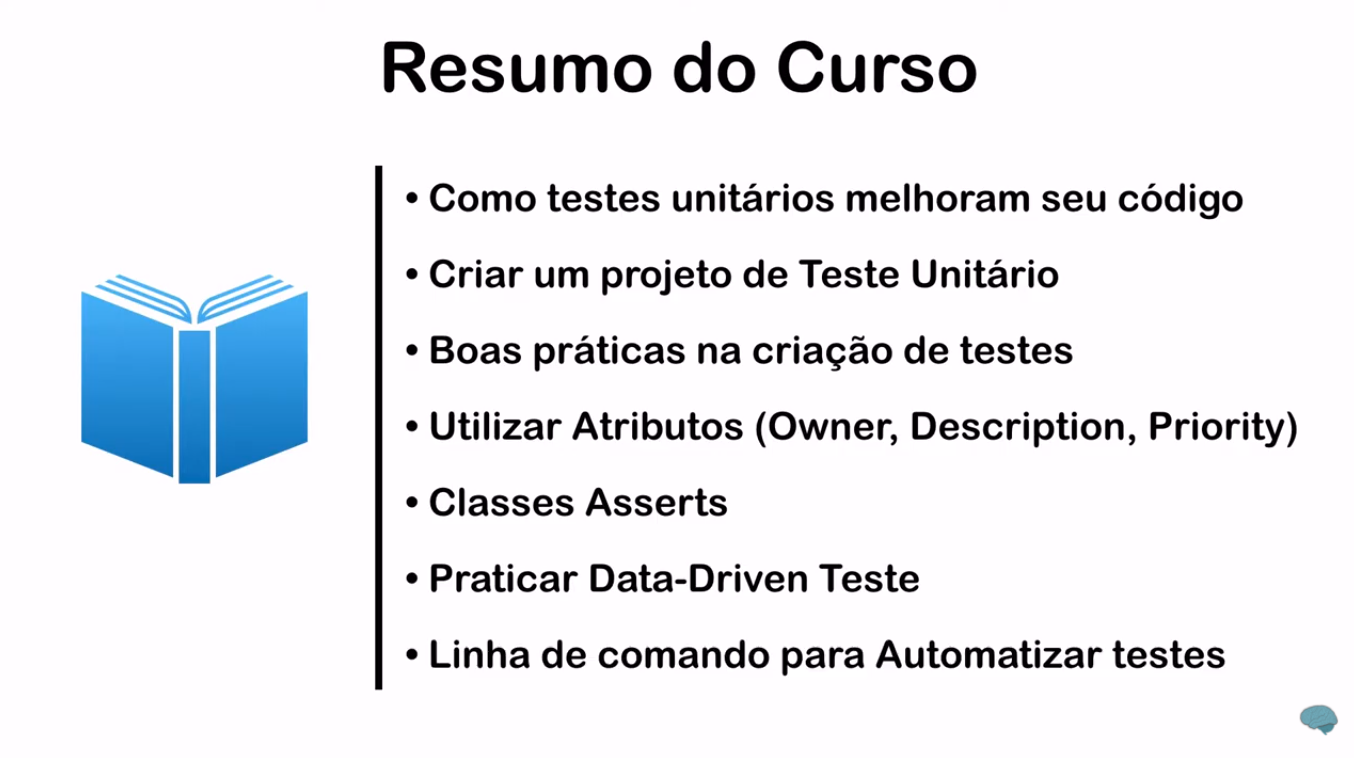 Resumo do Curso
• Como testes unitários melhoram seu código
• Criar um projeto de Teste Unitário
• Boas práticas na criação de testes
• Utilizar Atributos (Owner, Description, Priority)
• Classes Asserts
• Praticar Data-Driven Teste
• Linha de comando para Automatizar testes